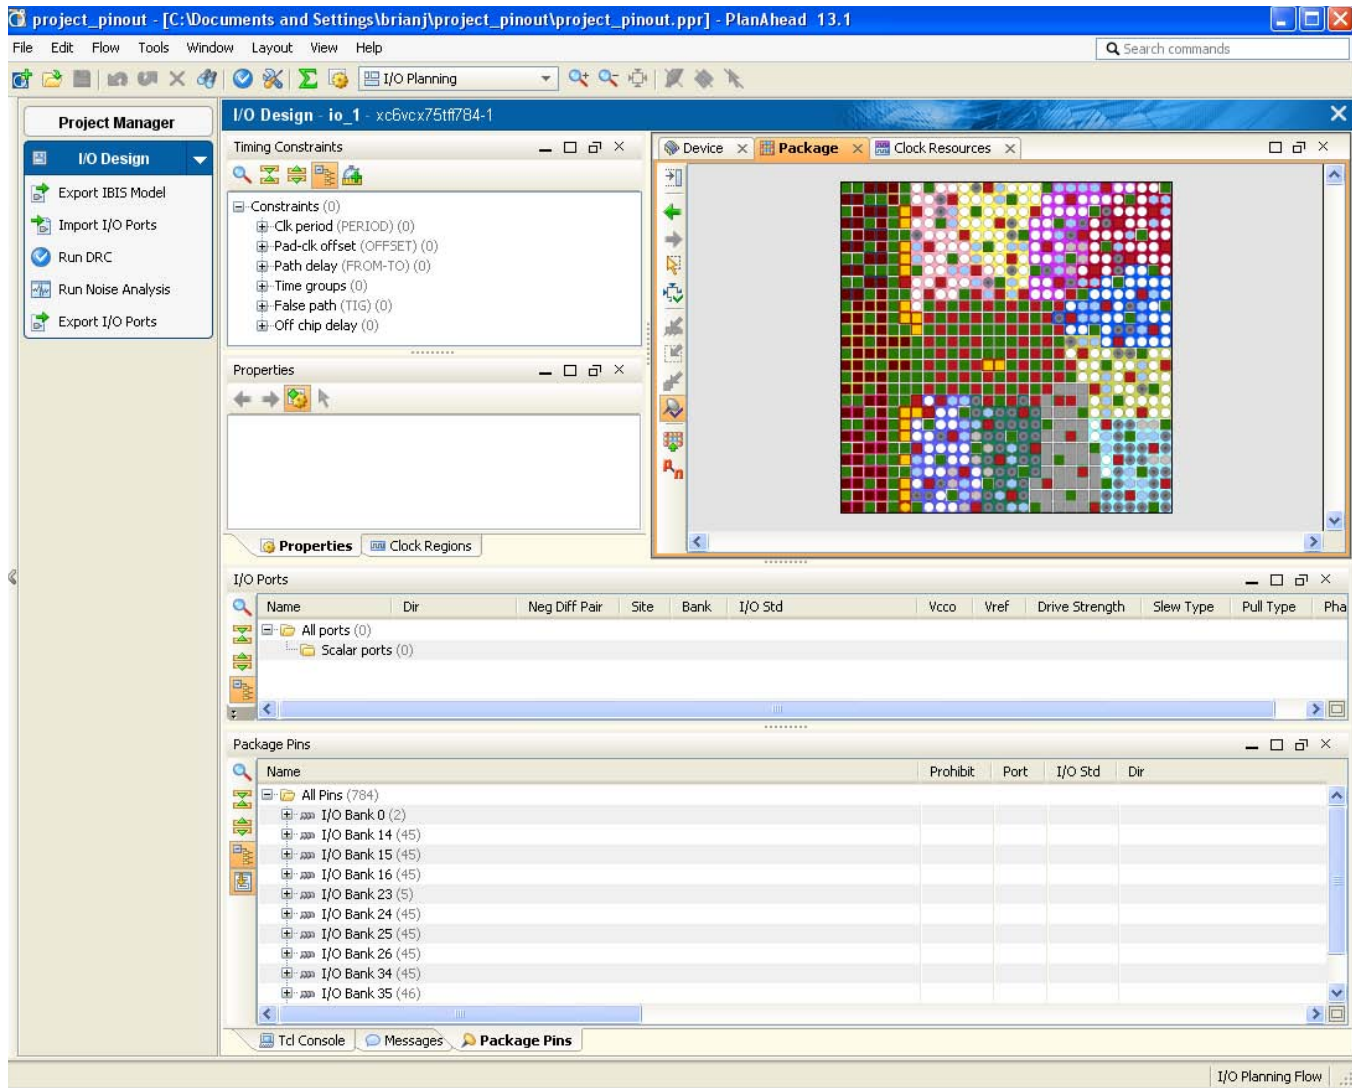 project_pinout - [C:\Documents and Settings\brianj\project_pinout\project_pinout.ppr] - PlanAhead 13.1
File Edit Flow Tools Window Layout View Help
Search commands
I/O Planning
Project Manager
I/O Design
Export IBIS Model
Import I/O Ports
Run DRC
Run Noise Analysis
Export I/O Ports
I/O Design - io_1 - xc6vcx75tff784-1
Timing Constraints
Constraints (0)
Clk period (PERIOD) (0)
Pad-clk offset (OFFSET) (0)
Path delay (FROM-TO) (0)
Time groups (0)
False path (TIG) (0)
Off chip delay (0)
Properties
Properties Clock Regions
Device Package Clock Resources
I/O Ports
Name Dir Neg Diff Pair Site Bank I/O Std Vcco Vref Drive Strength Slew Type Pull Type Pha
All ports (0)
Scalar ports (0)
Package Pins
Name Prohibit Port I/O Std Dir
All Pins (784)
I/O Bank 0 (2)
I/O Bank 14 (45)
I/O Bank 15 (45)
I/O Bank 16 (45)
I/O Bank 23 (5)
I/O Bank 24 (45)
I/O Bank 25 (45)
I/O Bank 26 (45)
I/O Bank 34 (45)
I/O Bank 35 (46)
Tcl Console Messages Package Pins
I/O Planning Flow